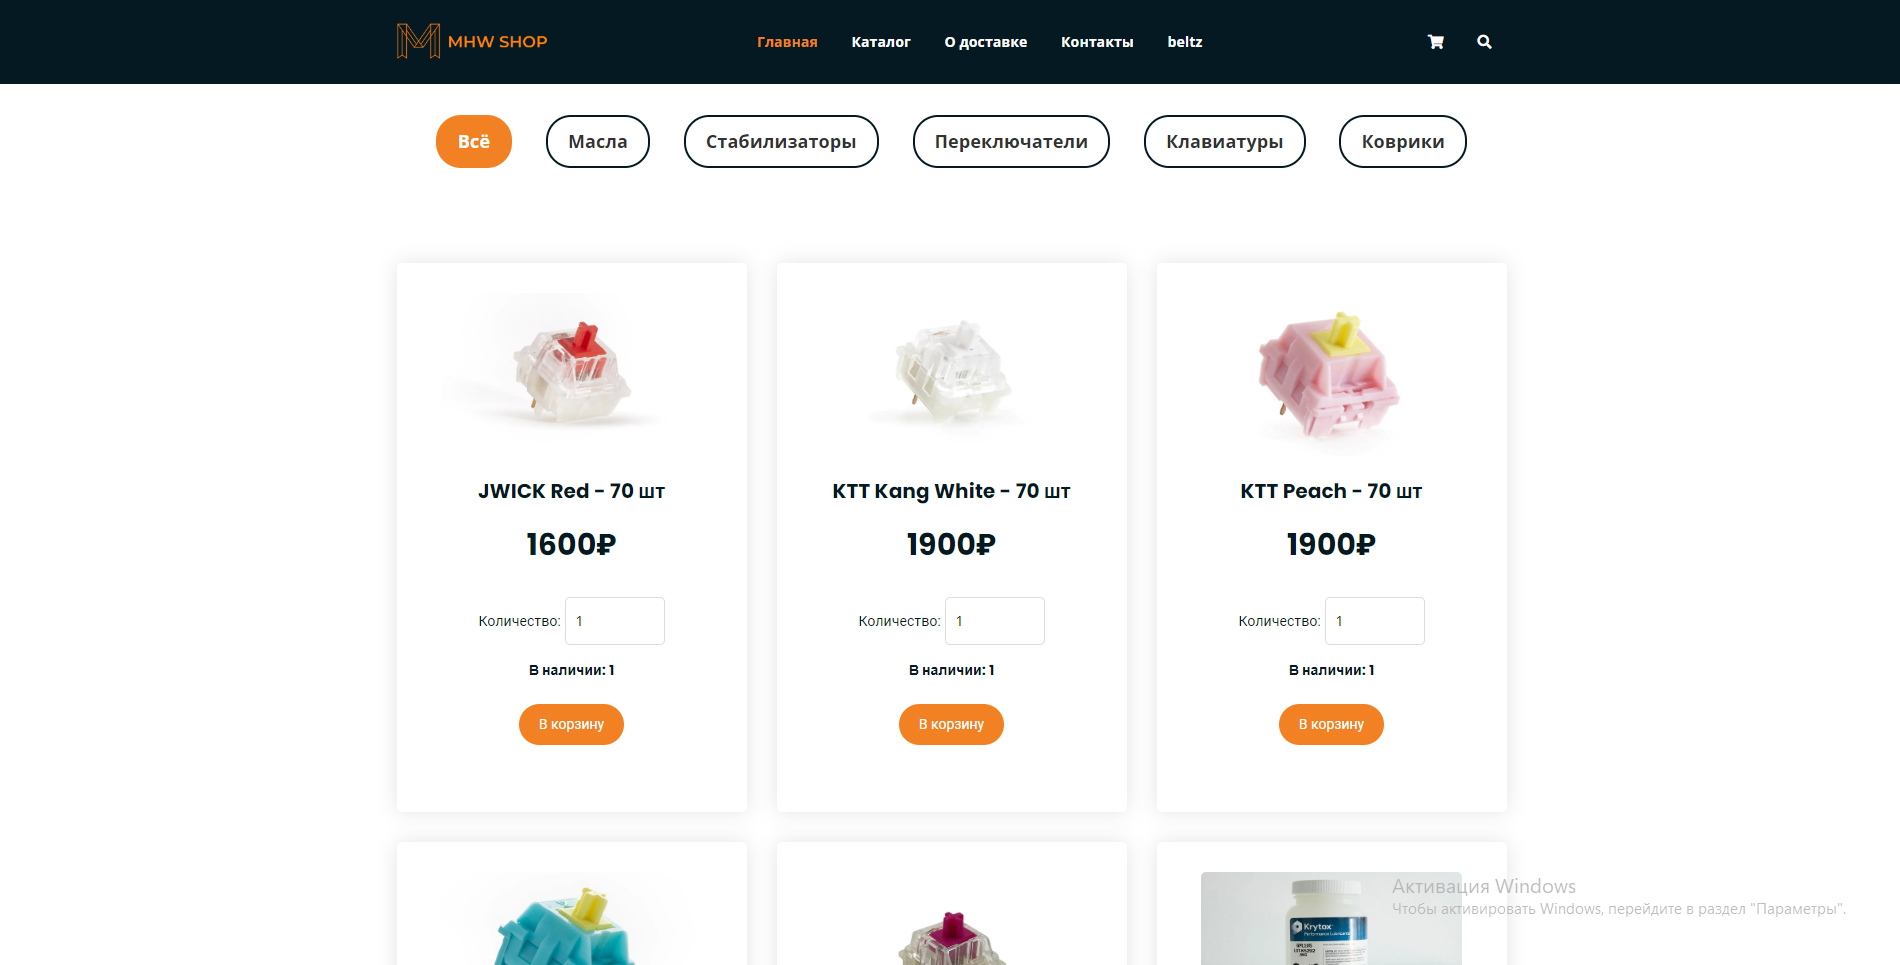 MHW SHOP
Главная Каталог О доставке Контакты beltz
Всё Масла Стабилизаторы Переключатели Клавиатуры Коврики
JWICK Red - 70 шт
1600₽
Количество: 1
В наличии: 1
В корзину
KTT Kang White - 70 шт
1900₽
Количество: 1
В наличии: 1
В корзину
KTT Peach - 70 шт
1900₽
Количество: 1
В наличии: 1
В корзину
Krytox
Performance Lubricants
Активация Windows
Чтобы активировать Windows, перейдите в раздел "Параметры".